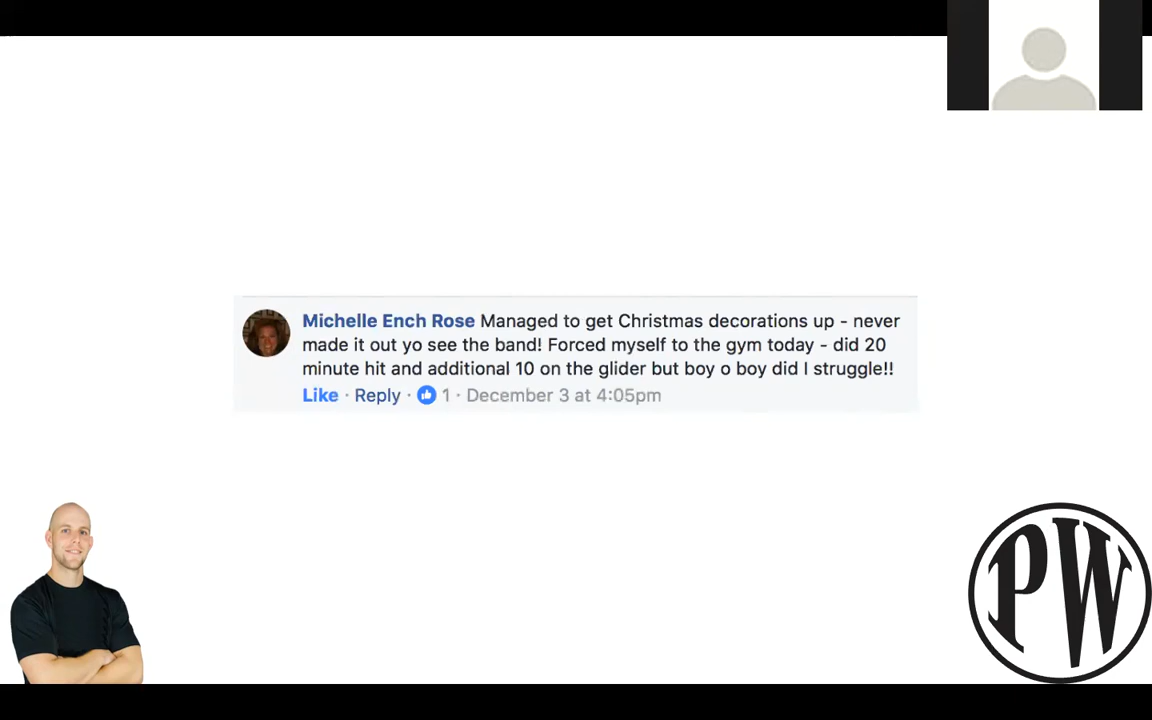 Michelle Ench Rose Managed to get Christmas decorations up - never
made it out yo see the band! Forced myself to the gym today - did 20
minute hit and additional 10 on the glider but boy o boy did I struggle!!
Like · Reply · 1 · December 3 at 4:05pm
PW